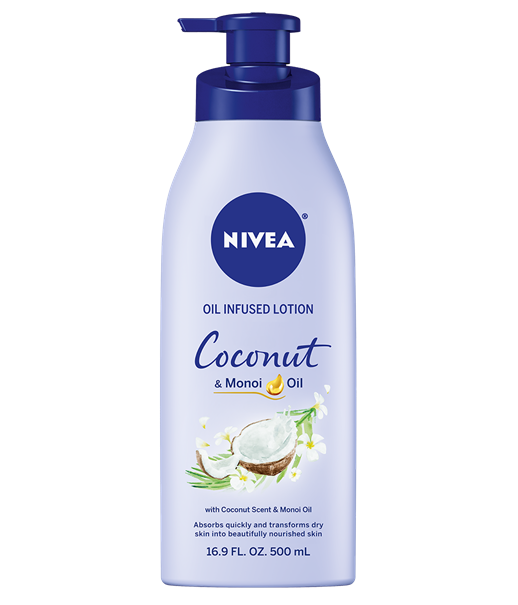 NIVEA®
OIL INFUSED LOTION
Coconut
& Monoi Oil
with Coconut Scent & Monoi Oil
Absorbs quickly and transforms dry
skin into beautifully nourished skin
16.9 FL. OZ. 500 mL